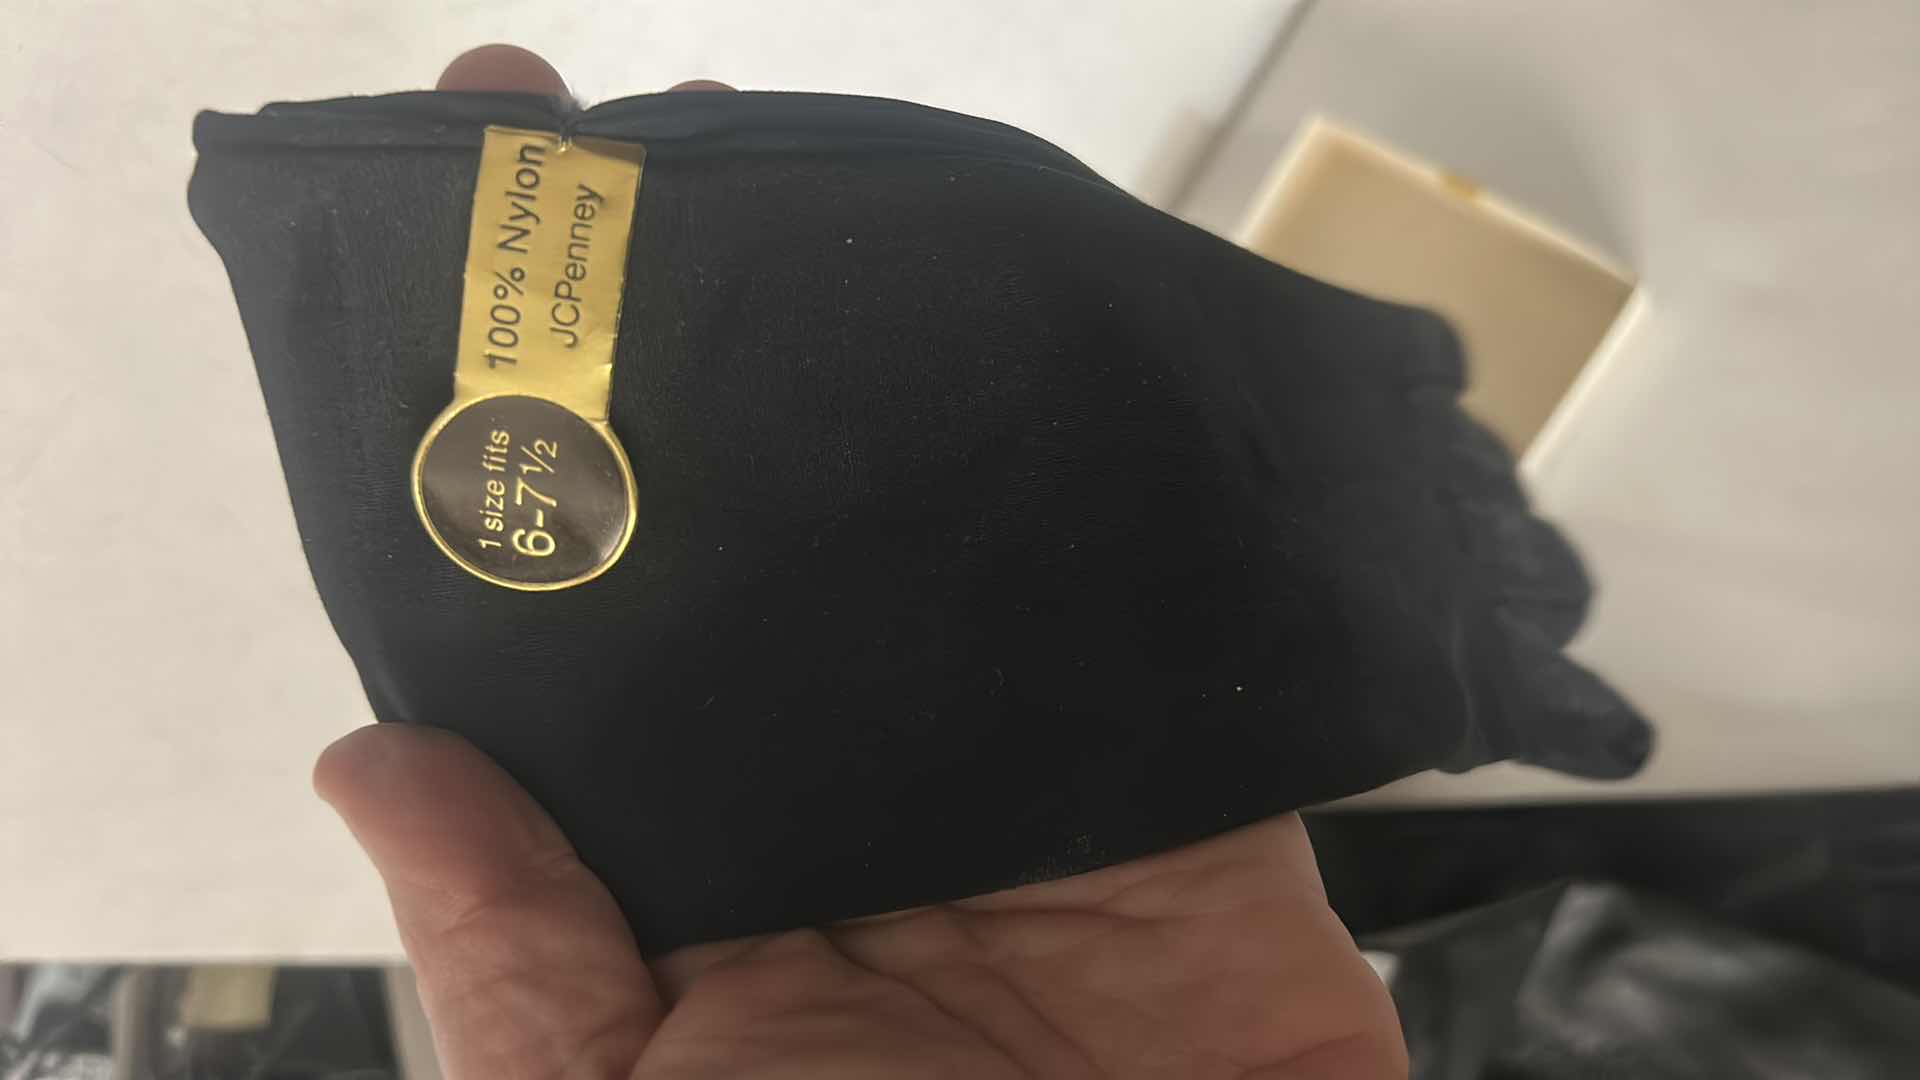 100% Nylon
JCPenney
1 size fits
6-7½